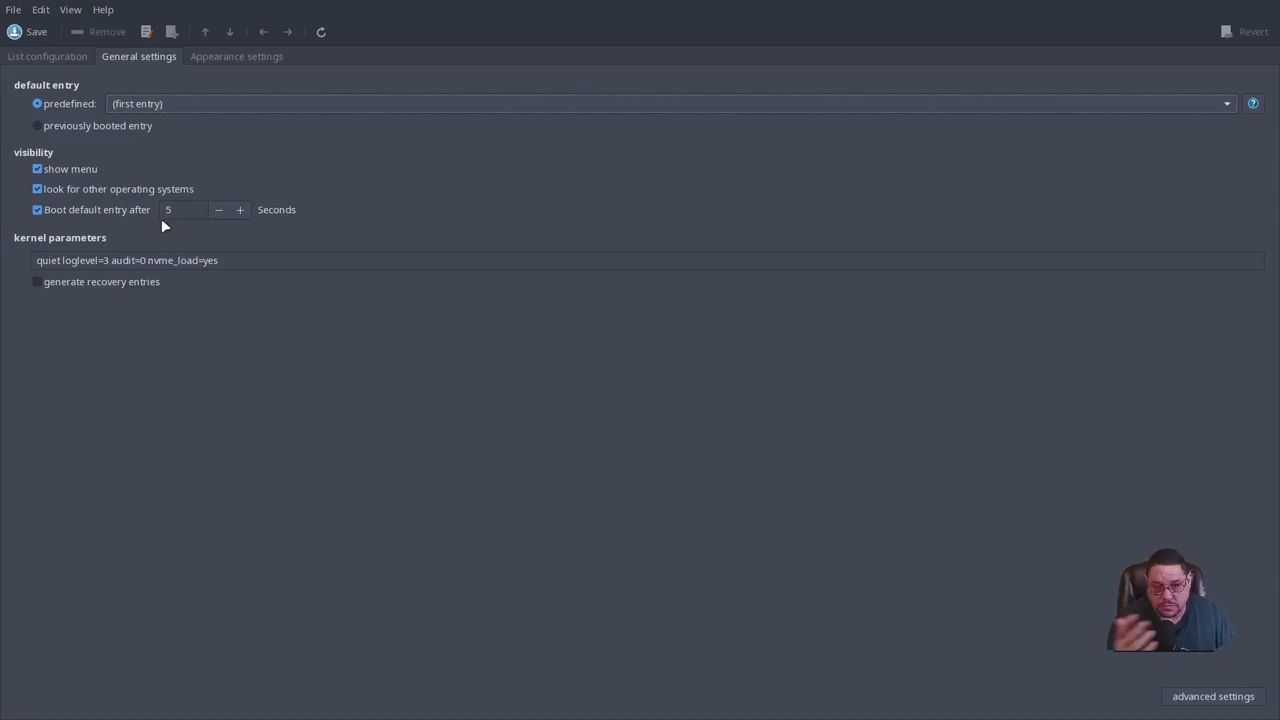 File Edit View Help
Save Remove Revert
List configuration General settings Appearance settings
default entry
predefined: (first entry)
previously booted entry
visibility
show menu
look for other operating systems
Boot default entry after 5 Seconds
kernel parameters
quiet loglevel=3 audit=0 nvme_load=yes
generate recovery entries
advanced settings